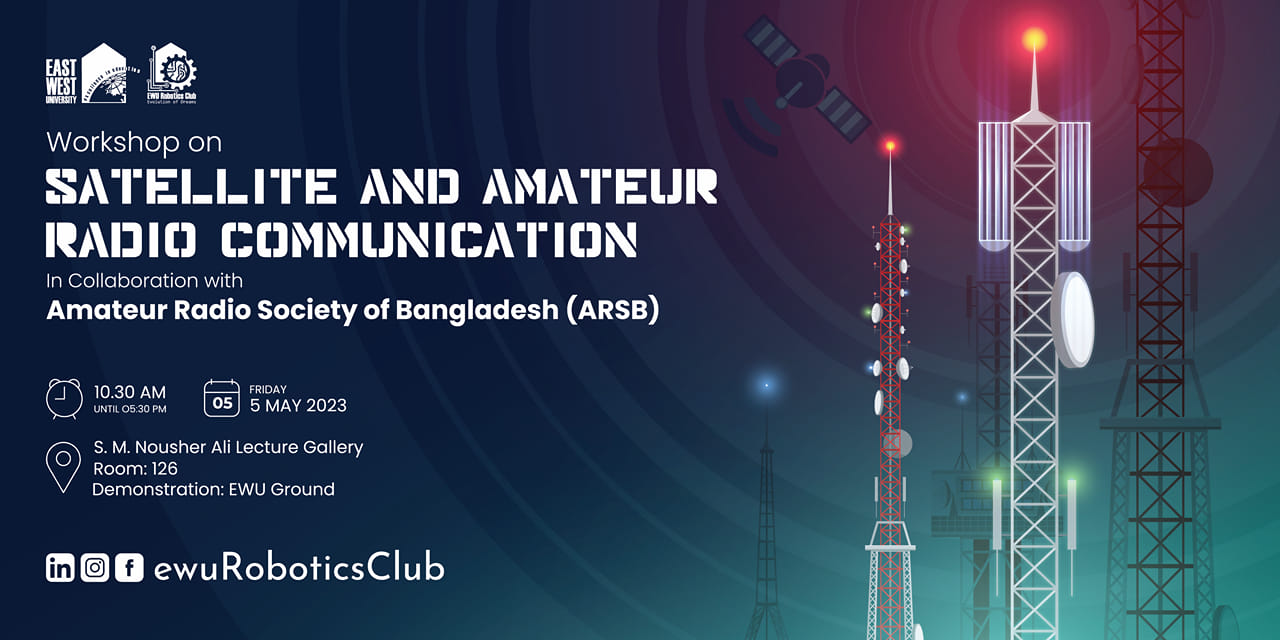 EAST
WEST
UNIVERSITY
EWU Robotics Club
Evolution of Dreams
Workshop on
SATELLITE AND AMATEUR
RADIO COMMUNICATION
In Collaboration with
Amateur Radio Society of Bangladesh (ARSB)
10.30 AM
UNTIL O5:30 PM
05
FRIDAY
5 MAY 2023
S. M. Nousher Ali Lecture Gallery
Room: 126
Demonstration: EWU Ground
in
f
ewuRoboticsClub